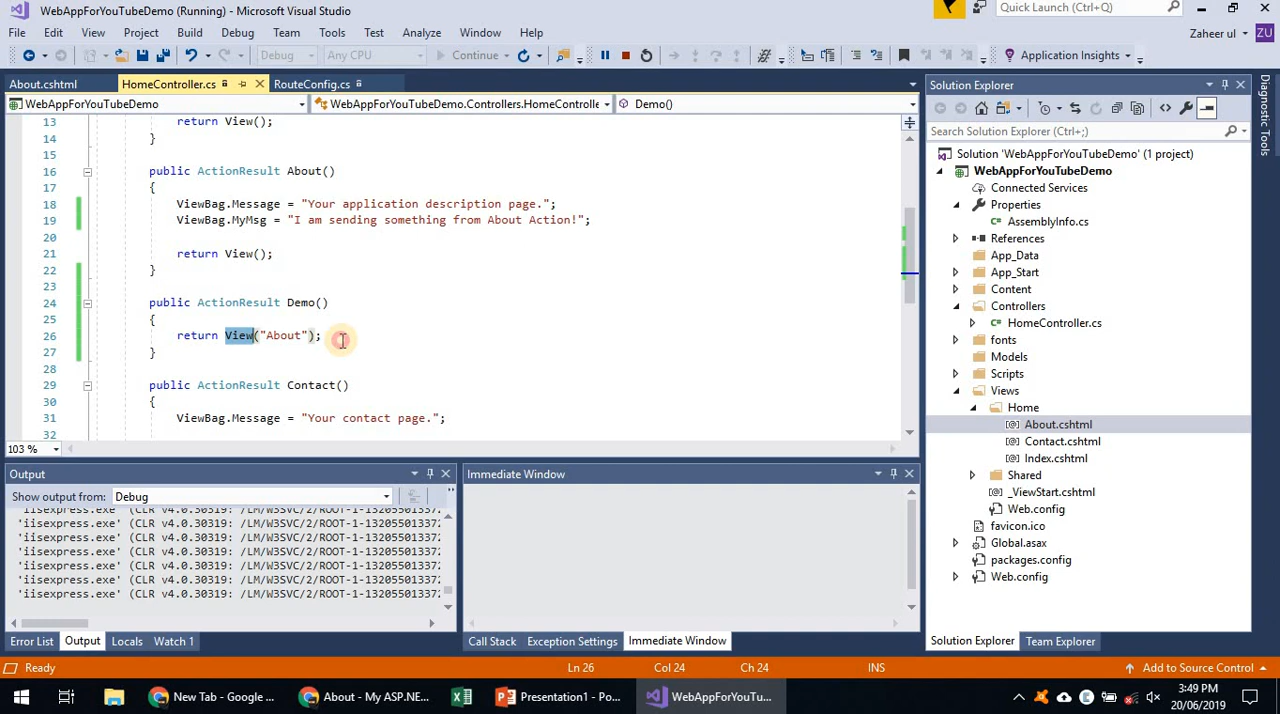 WebAppForYouTubeDemo (Running) - Microsoft Visual Studio
Quick Launch (Ctrl+Q)
File Edit View Project Build Debug Team Tools Test Analyze Window Help
Zaheer ul ZU
Debug Any CPU Continue Application Insights
About.cshtml HomeController.cs RouteConfig.cs
WebAppForYouTubeDemo WebAppForYouTubeDemo.Controllers.HomeControlle Demo()
13 return View();
14 }
15
16 public ActionResult About()
17 {
18 ViewBag.Message = "Your application description page.";
19 ViewBag.MyMsg = "I am sending something from About Action!";
20
21 return View();
22 }
23
24 public ActionResult Demo()
25 {
26 return View("About");
27 }
28
29 public ActionResult Contact()
30 {
31 ViewBag.Message = "Your contact page.";
32
103 %
Output
Show output from: Debug
'iisexpress.exe' (CLR v4.0.30319: /LM/W3SVC/2/ROOT-1-132055013372
'iisexpress.exe' (CLR v4.0.30319: /LM/W3SVC/2/ROOT-1-132055013372
'iisexpress.exe' (CLR v4.0.30319: /LM/W3SVC/2/ROOT-1-132055013372
'iisexpress.exe' (CLR v4.0.30319: /LM/W3SVC/2/ROOT-1-132055013372
'iisexpress.exe' (CLR v4.0.30319: /LM/W3SVC/2/ROOT-1-132055013372
'iisexpress.exe' (CLR v4.0.30319: /LM/W3SVC/2/ROOT-1-132055013372
'iisexpress.exe' (CLR v4.0.30319: /LM/W3SVC/2/ROOT-1-132055013372
Error List Output Locals Watch 1
Immediate Window
Call Stack Exception Settings Immediate Window
Solution Explorer
Search Solution Explorer (Ctrl+;)
Solution 'WebAppForYouTubeDemo' (1 project)
WebAppForYouTubeDemo
Connected Services
Properties
AssemblyInfo.cs
References
App_Data
App_Start
Content
Controllers
HomeController.cs
fonts
Models
Scripts
Views
Home
About.cshtml
Contact.cshtml
Index.cshtml
Shared
_ViewStart.cshtml
Web.config
favicon.ico
Global.asax
packages.config
Web.config
Solution Explorer Team Explorer
Diagnostic Tools
Ready Ln 26 Col 24 Ch 24 INS Add to Source Control
New Tab - Google ... About - My ASP.NE... Presentation1 - Po... WebAppForYouTu...
3:49 PM
20/06/2019